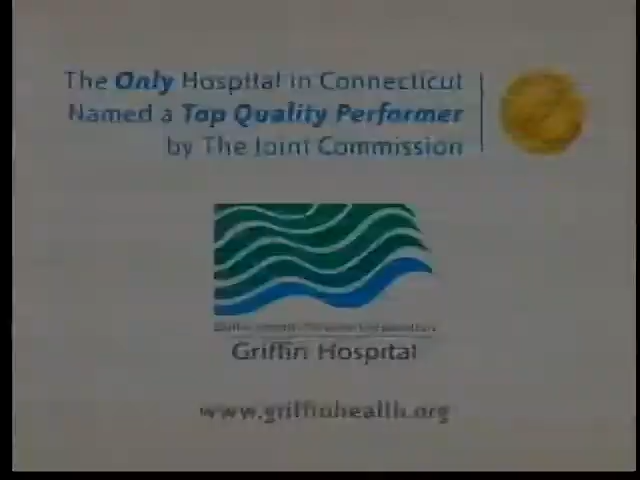 The Only Hospital in Connecticut
Named a Top Quality Performer
by The Joint Commission
Griffin Hospital
www.griffinhealth.org